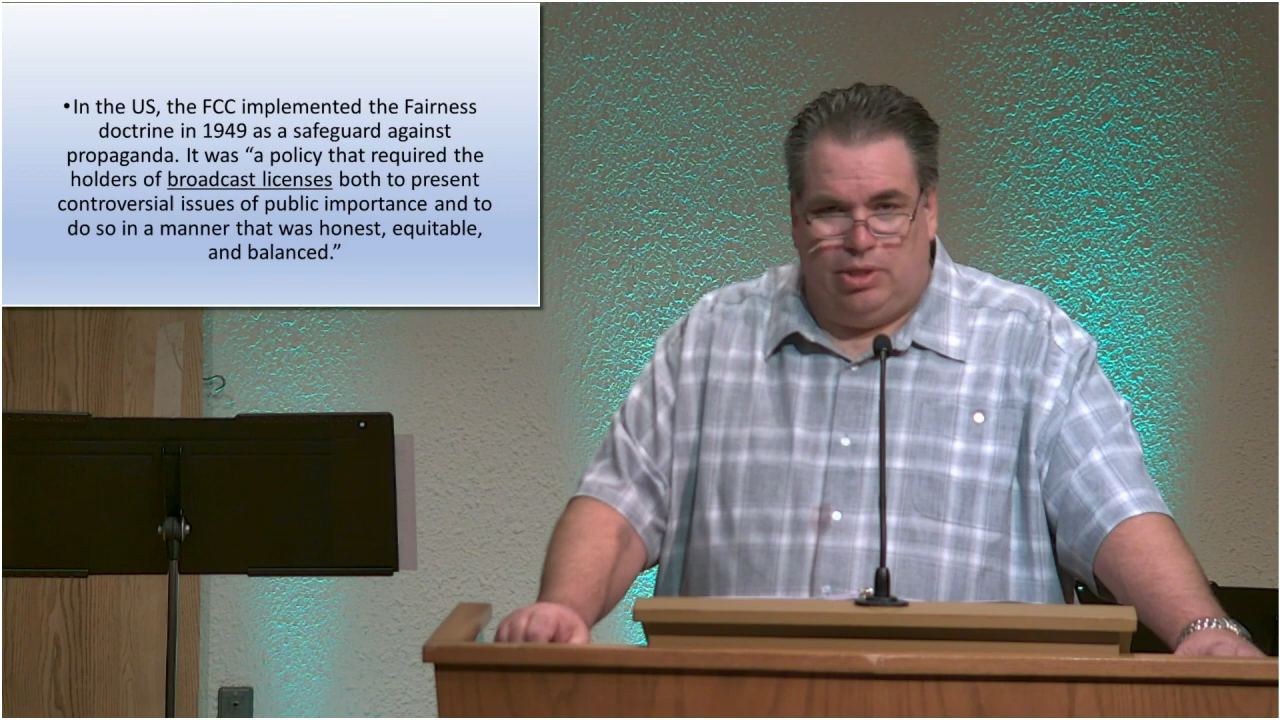 •In the US, the FCC implemented the Fairness
doctrine in 1949 as a safeguard against
propaganda. It was “a policy that required the
holders of broadcast licenses both to present
controversial issues of public importance and to
do so in a manner that was honest, equitable,
and balanced.”